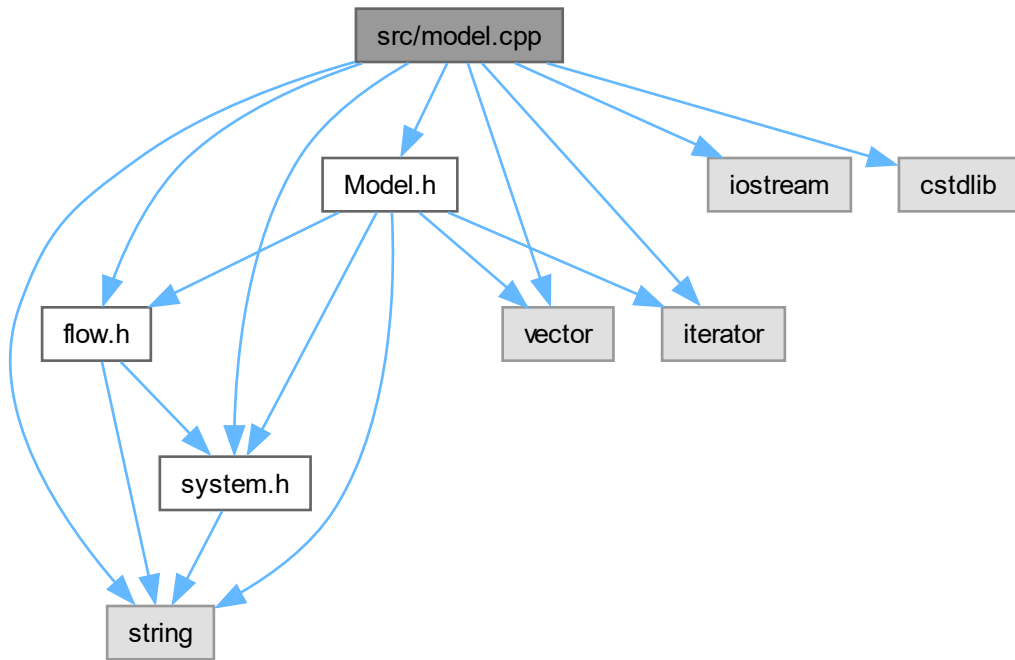 src/model.cpp
Model.h
iostream
cstdlib
flow.h
vector
iterator
system.h
string